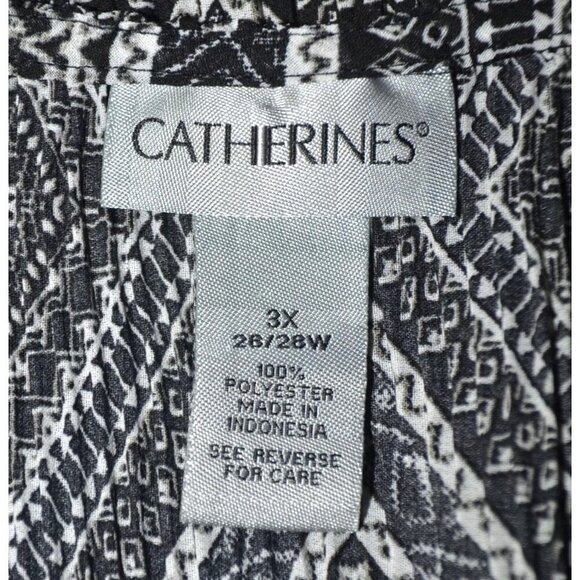 CATHERINES®
3X
26/28W
100%
POLYESTER
MADE IN
INDONESIA
SEE REVERSE
FOR CARE